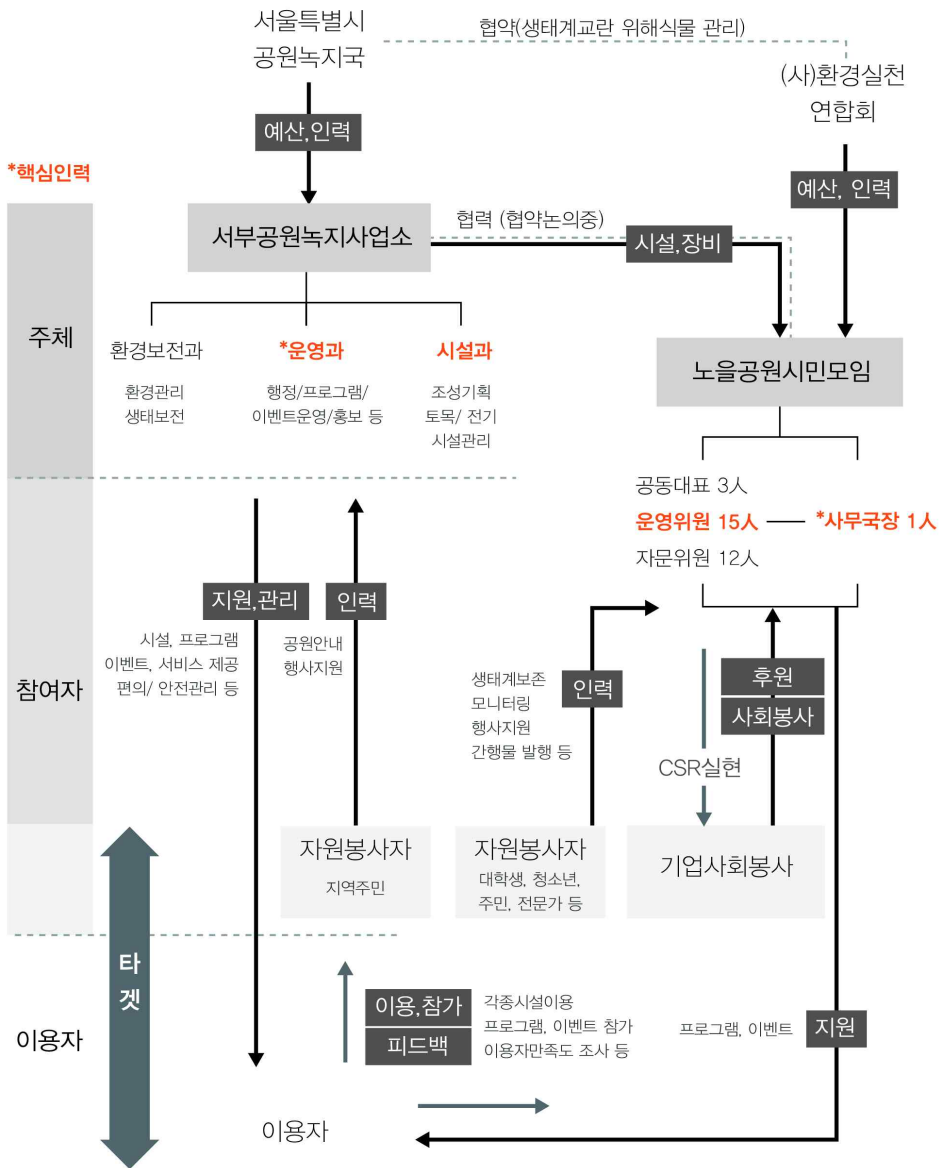 서울특별시
공원녹지국
협약(생태계교란 위해식물 관리)
(사)환경실천
연합회
예산,인력
*핵심인력
예산, 인력
서부공원녹지사업소
협력 (협약논의중)
시설,장비
주체
환경보전과
환경관리
생태보전
*운영과
행정/프로그램/
이벤트운영/홍보 등
시설과
조성기획
토목/ 전기
시설관리
노을공원시민모임
공동대표 3人
운영위원 15人
*사무국장 1人
자문위원 12人
참여자
지원,관리
시설, 프로그램
이벤트, 서비스 제공
편의/ 안전관리 등
인력
공원안내
행사지원
생태계보존
모니터링
행사지원
간행물 발행 등
인력
후원
사회봉사
CSR실현
자원봉사자
지역주민
자원봉사자
대학생, 청소년,
주민, 전문가 등
기업사회봉사
타
겟
이용자
이용,참가
피드백
각종시설이용
프로그램, 이벤트 참가
이용자만족도 조사 등
프로그램, 이벤트
지원
이용자